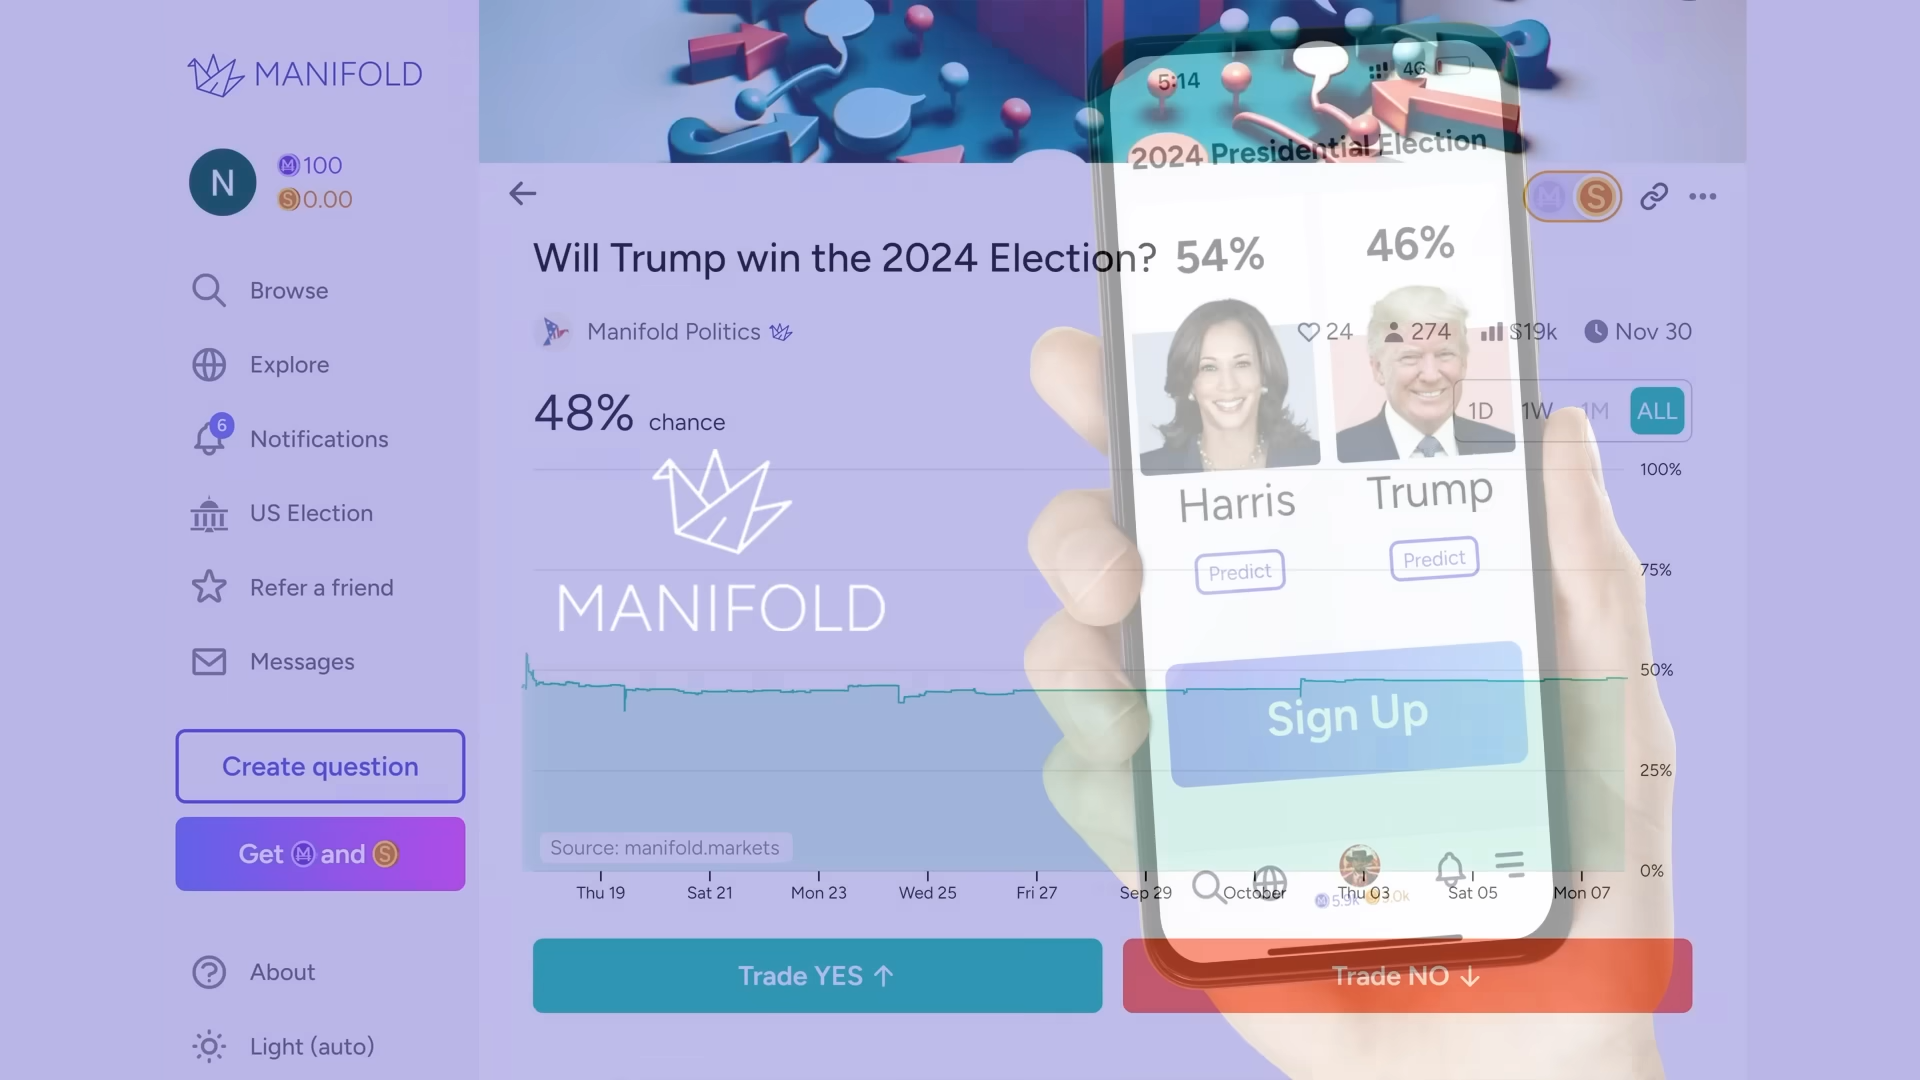 MANIFOLD
N
100
0.00
Browse
Explore
6
Notifications
US Election
Refer a friend
Messages
Create question
Get M and S
About
Light (auto)
S
Will Trump win the 2024 Election?
Manifold Politics
24
274
S19k
Nov 30
48% chance
1D 1W 1M ALL
MANIFOLD
100%
75%
50%
25%
0%
Source: manifold.markets
Thu 19 Sat 21 Mon 23 Wed 25 Fri 27 Sep 29 October Thu 03 Sat 05 Mon 07
Trade YES ↑
Trade NO ↓
5:14
4G
2024 Presidential Election
54% 46%
Harris Trump
Predict Predict
Sign Up